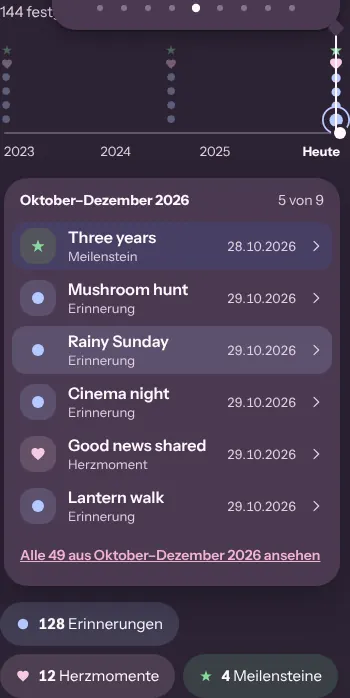 144 fest
2023 2024 2025 Heute
Oktober–Dezember 2026 5 von 9
Three years
Meilenstein
28.10.2026
Mushroom hunt
Erinnerung
29.10.2026
Rainy Sunday
Erinnerung
29.10.2026
Cinema night
Erinnerung
29.10.2026
Good news shared
Herzmoment
29.10.2026
Lantern walk
Erinnerung
29.10.2026
Alle 49 aus Oktober–Dezember 2026 ansehen
128 Erinnerungen
12 Herzmomente
4 Meilensteine